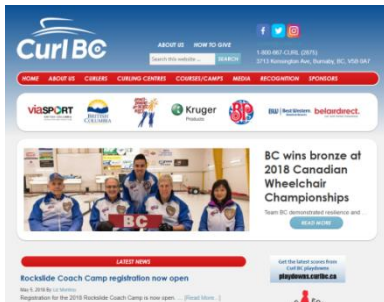 Curl BC
ABOUT US HOW TO GIVE
Search this website ... SEARCH
1-800-667-CURL (2875)
3713 Kensington Ave, Burnaby, BC, V5B 0A7
HOME ABOUT US CURLERS CURLING CENTRES COURSES/CAMPS MEDIA RECOGNITION SPONSORS
viaSPORT
BRITISH COLUMBIA
Kruger
Products
Best Western
belairdirect.
BC wins bronze at
2018 Canadian
Wheelchair
Championships
Team BC demonstrated resilience and ...
READ MORE
BC
LATEST NEWS
Rockslide Coach Camp registration now open
May 5, 2018 By
Registration for the 2018 Rockslide Coach Camp is now open. ... [Read More...]
Get the latest scores from
Curl BC playdowns
playdowns.curlbc.ca